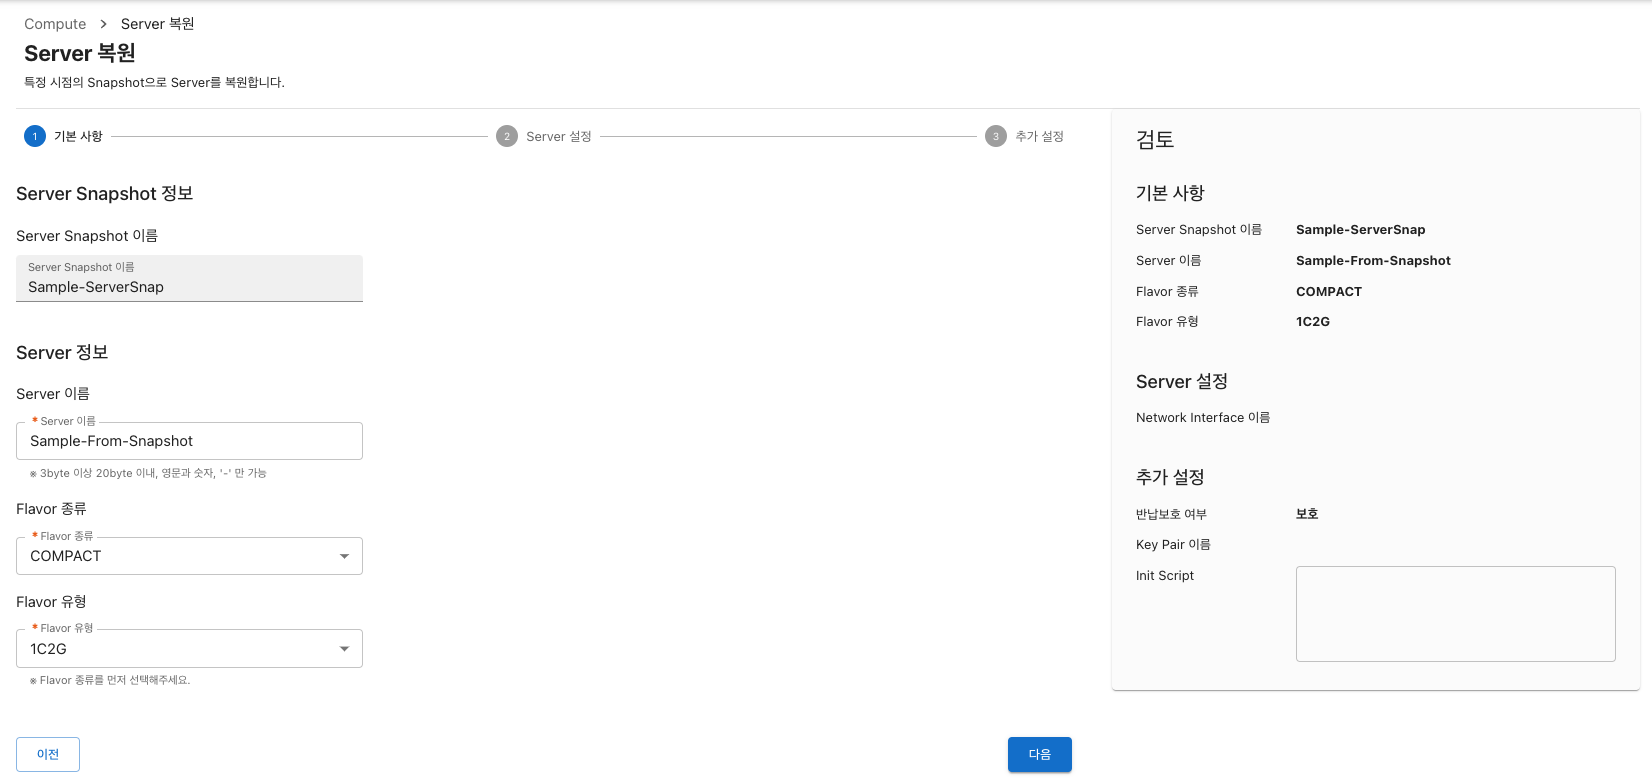 Compute > Server 복원
Server 복원
특정 시점의 Snapshot으로 Server를 복원합니다.
1 기본 사항
2 Server 설정
3 추가 설정
Server Snapshot 정보
Server Snapshot 이름
Server Snapshot 이름
Sample-ServerSnap
Server 정보
Server 이름
* Server 이름
Sample-From-Snapshot
※ 3byte 이상 20byte 이내, 영문과 숫자, '-' 만 가능
Flavor 종류
* Flavor 종류
COMPACT
Flavor 유형
* Flavor 유형
1C2G
※ Flavor 종류를 먼저 선택해주세요.
이전
다음
검토
기본 사항
Server Snapshot 이름 Sample-ServerSnap
Server 이름 Sample-From-Snapshot
Flavor 종류 COMPACT
Flavor 유형 1C2G
Server 설정
Network Interface 이름
추가 설정
반납보호 여부 보호
Key Pair 이름
Init Script